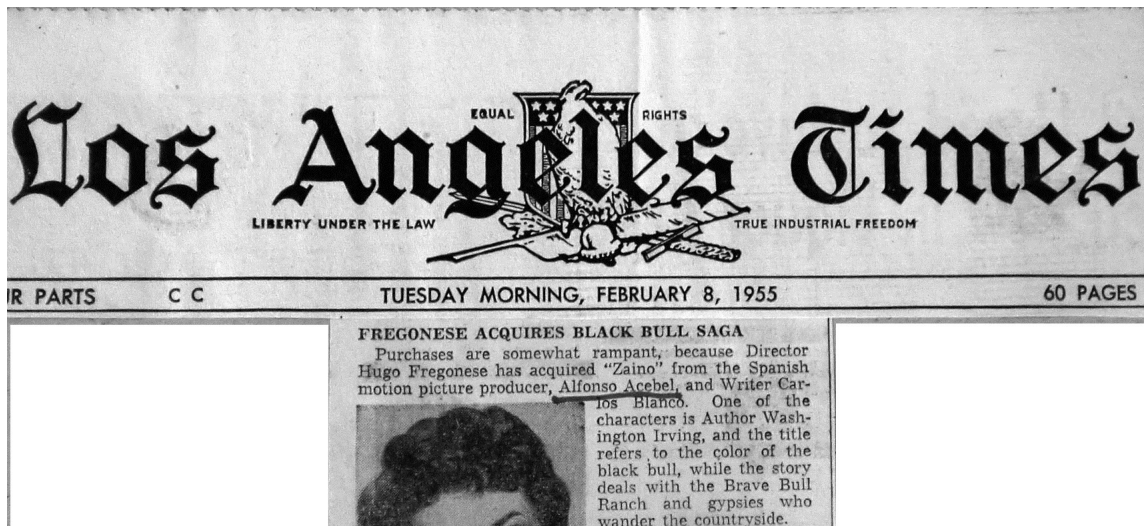 Los Angeles Times
EQUAL RIGHTS
LIBERTY UNDER THE LAW TRUE INDUSTRIAL FREEDOM
PARTS C C TUESDAY MORNING, FEBRUARY 8, 1955 60 PAGES
FREGONESE ACQUIRES BLACK BULL SAGA
Purchases are somewhat rampant, because Director
Hugo Fregonese has acquired "Zaino" from the Spanish
motion picture producer, Alfonso Acebel, and Writer Car-
los Blanco. One of the
characters is Author Wash-
ington Irving, and the title
refers to the color of the
black bull, while the story
deals with the Brave Bull
Ranch and gypsies who
wander the countryside.